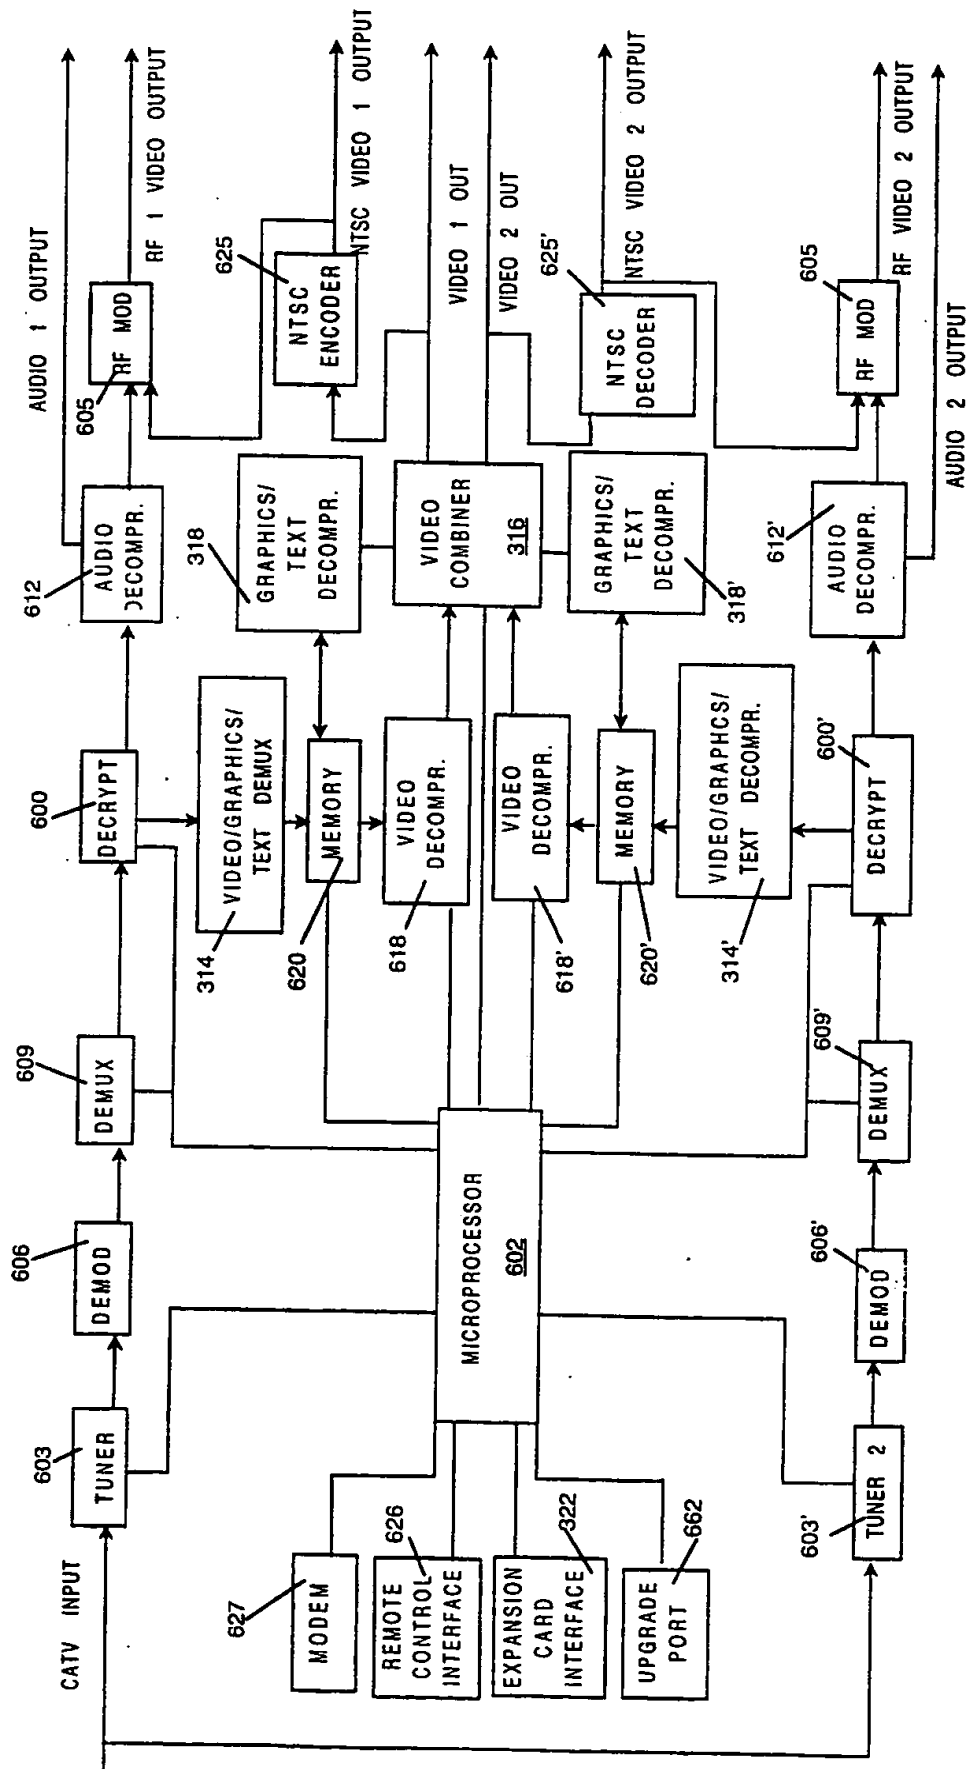 CATV INPUT
603
TUNER
606
DEMOD
609
DEMUX
600
DECRYPT
612
AUDIO
DECOMPR.
605
RF MOD
AUDIO 1 OUTPUT
RF 1 VIDEO OUTPUT
314
VIDEO/GRAPHICS/
TEXT DEMUX
318
GRAPHICS/
TEXT
DECOMPR.
625
NTSC
ENCODER
NTSC VIDEO 1 OUTPUT
627
MODEM
620
MEMORY
626
REMOTE
CONTROL
INTERFACE
618
VIDEO
DECOMPR.
VIDEO
COMBINER
316
VIDEO 1 OUT
MICROPROCESSOR
602
322
EXPANSION
CARD
INTERFACE
618'
VIDEO
DECOMPR.
VIDEO 2 OUT
662
UPGRADE
PORT
620'
MEMORY
318'
GRAPHICS/
TEXT
DECOMPR.
625'
NTSC
DECODER
NTSC VIDEO 2 OUTPUT
314'
VIDEO/GRAPHCS/
TEXT DECOMPR.
603'
TUNER 2
606'
DEMOD
609'
DEMUX
600'
DECRYPT
612'
AUDIO
DECOMPR.
605
RF MOD
RF VIDEO 2 OUTPUT
AUDIO 2 OUTPUT